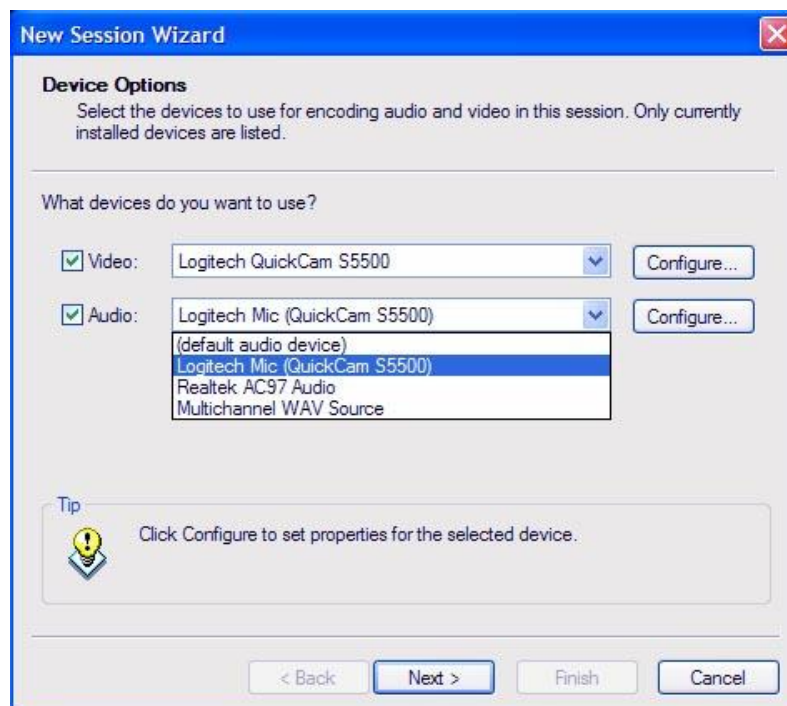 New Session Wizard
Device Options
Select the devices to use for encoding audio and video in this session. Only currently
installed devices are listed.
What devices do you want to use?
Video: Logitech QuickCam S5500 Configure...
Audio: Logitech Mic (QuickCam S5500) Configure...
(default audio device)
Logitech Mic (QuickCam S5500)
Realtek AC97 Audio
Multichannel WAV Source
Tip
Click Configure to set properties for the selected device.
< Back Next > Finish Cancel